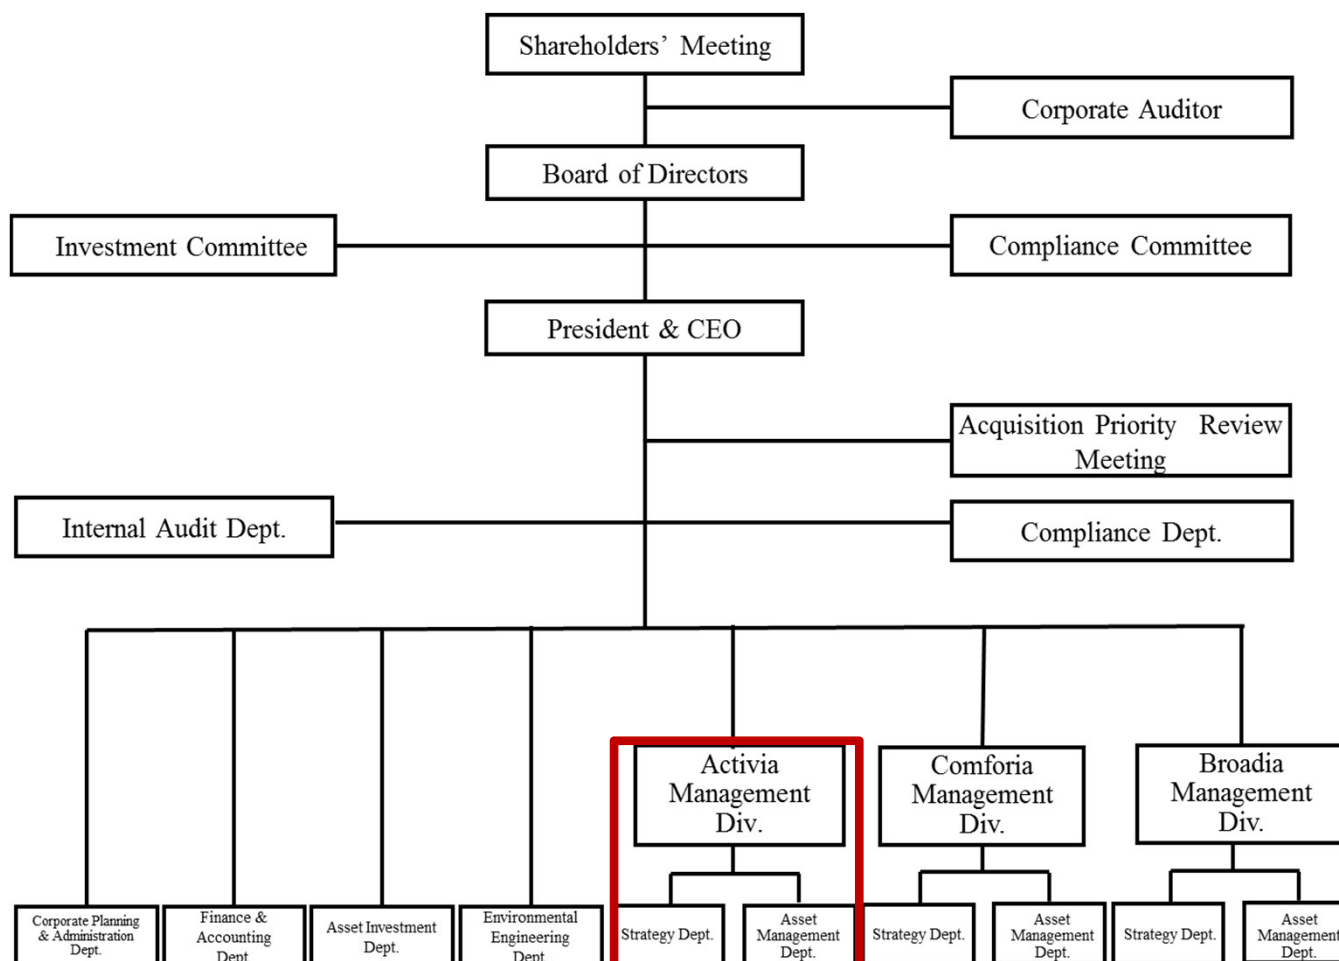 Shareholders’ Meeting
Corporate Auditor
Board of Directors
Investment Committee
Compliance Committee
President & CEO
Acquisition Priority Review
Meeting
Internal Audit Dept.
Compliance Dept.
Activia
Management
Div.
Comforia
Management
Div.
Broadia
Management
Div.
Corporate Planning
& Administration
Dept.
Finance &
Accounting
Dept
Asset Investment
Dept.
Environmental
Engineering
Dept
Strategy Dept.
Asset
Management
Dept.
Strategy Dept.
Asset
Management
Dept.
Strategy Dept.
Asset
Management
Dept.